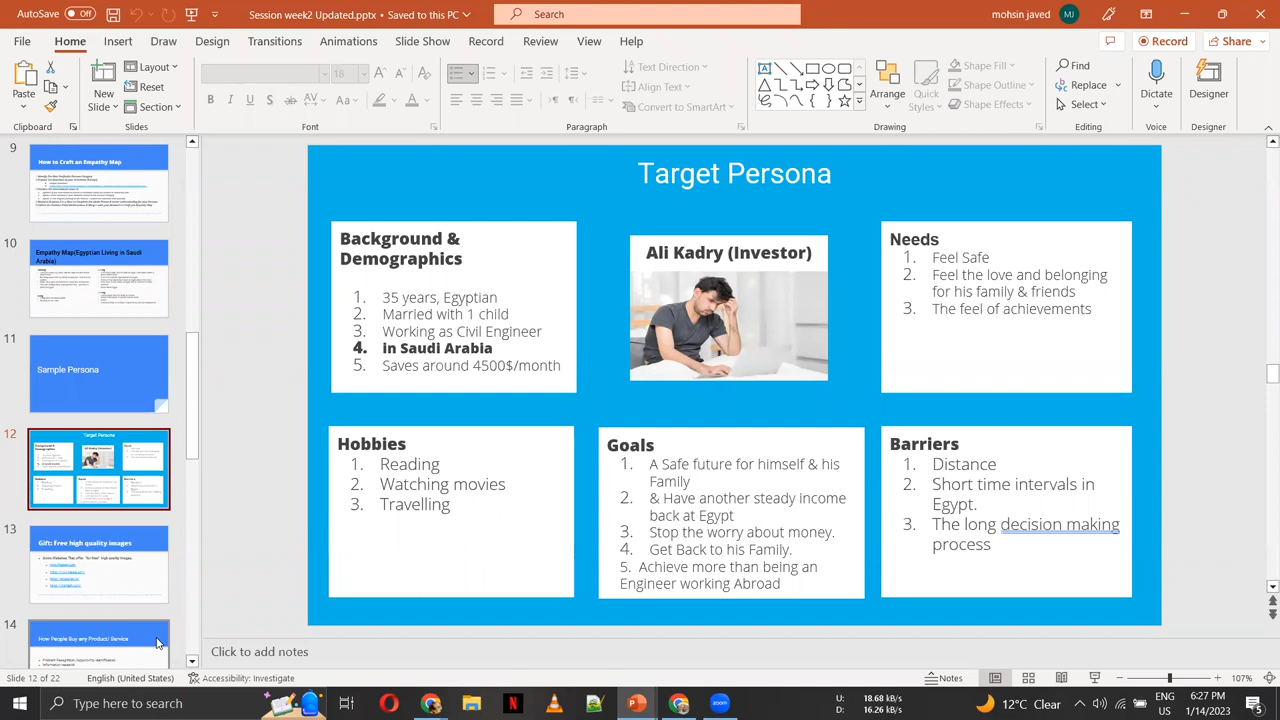 AutoSave Off
Session week2 Updated.pp... • Saved to this PC
Search
mohsin javed
MJ
File Home Insert Draw Design Transitions Animations Slide Show Record Review View Help
Record
Share
Paste
New
Slide
Layout
Reset
Section
18
Text Direction
Align Text
Convert to SmartArt
Arrange
Quick
Styles
Shape Fill
Shape Outline
Shape Effects
Find
Replace
Select
Dictate
Designer
Clipboard
Slides
Font
Paragraph
Drawing
Editing
Voice
Designer
9
How to Craft an Empathy Map
10
Empathy Map(Egyptian Living in Saudi
Arabia)
11
Sample Persona
12
Target Persona
13
Gift: Free high quality images
14
How People Buy any Product/ Service
Target Persona
Background &
Demographics
1. 35 years, Egyptian
2. Married with 1 child
3. Working as Civil Engineer
4. in Saudi Arabia
5. Saves around 4500$/month
Ali Kadry (Investor)
Needs
1. Feel Safe
2. Feel the love and belonging
for his family & friends
3. The feel of achievements
Hobbies
1. Reading
2. Watching movies
3. Travelling
Goals
1. A Safe future for himself & his
Family
2. & Have another steady income
back at Egypt
3. Stop the worry about money.
4. Get Back to his Family.
5. Achieve more than being an
Engineer working Abroad
Barriers
1. Distance
2. Short time intervals in
Egypt.
3. The long decision making
process
Click to add notes
Slide 12 of 22
English (United States)
Accessibility: Investigate
Notes
107%
Type here to search
zoom
U: 18.68 kB/s
D: 16.26 kB/s
12°C Clear
ENG
US
6:27 PM
1/14/2023
5